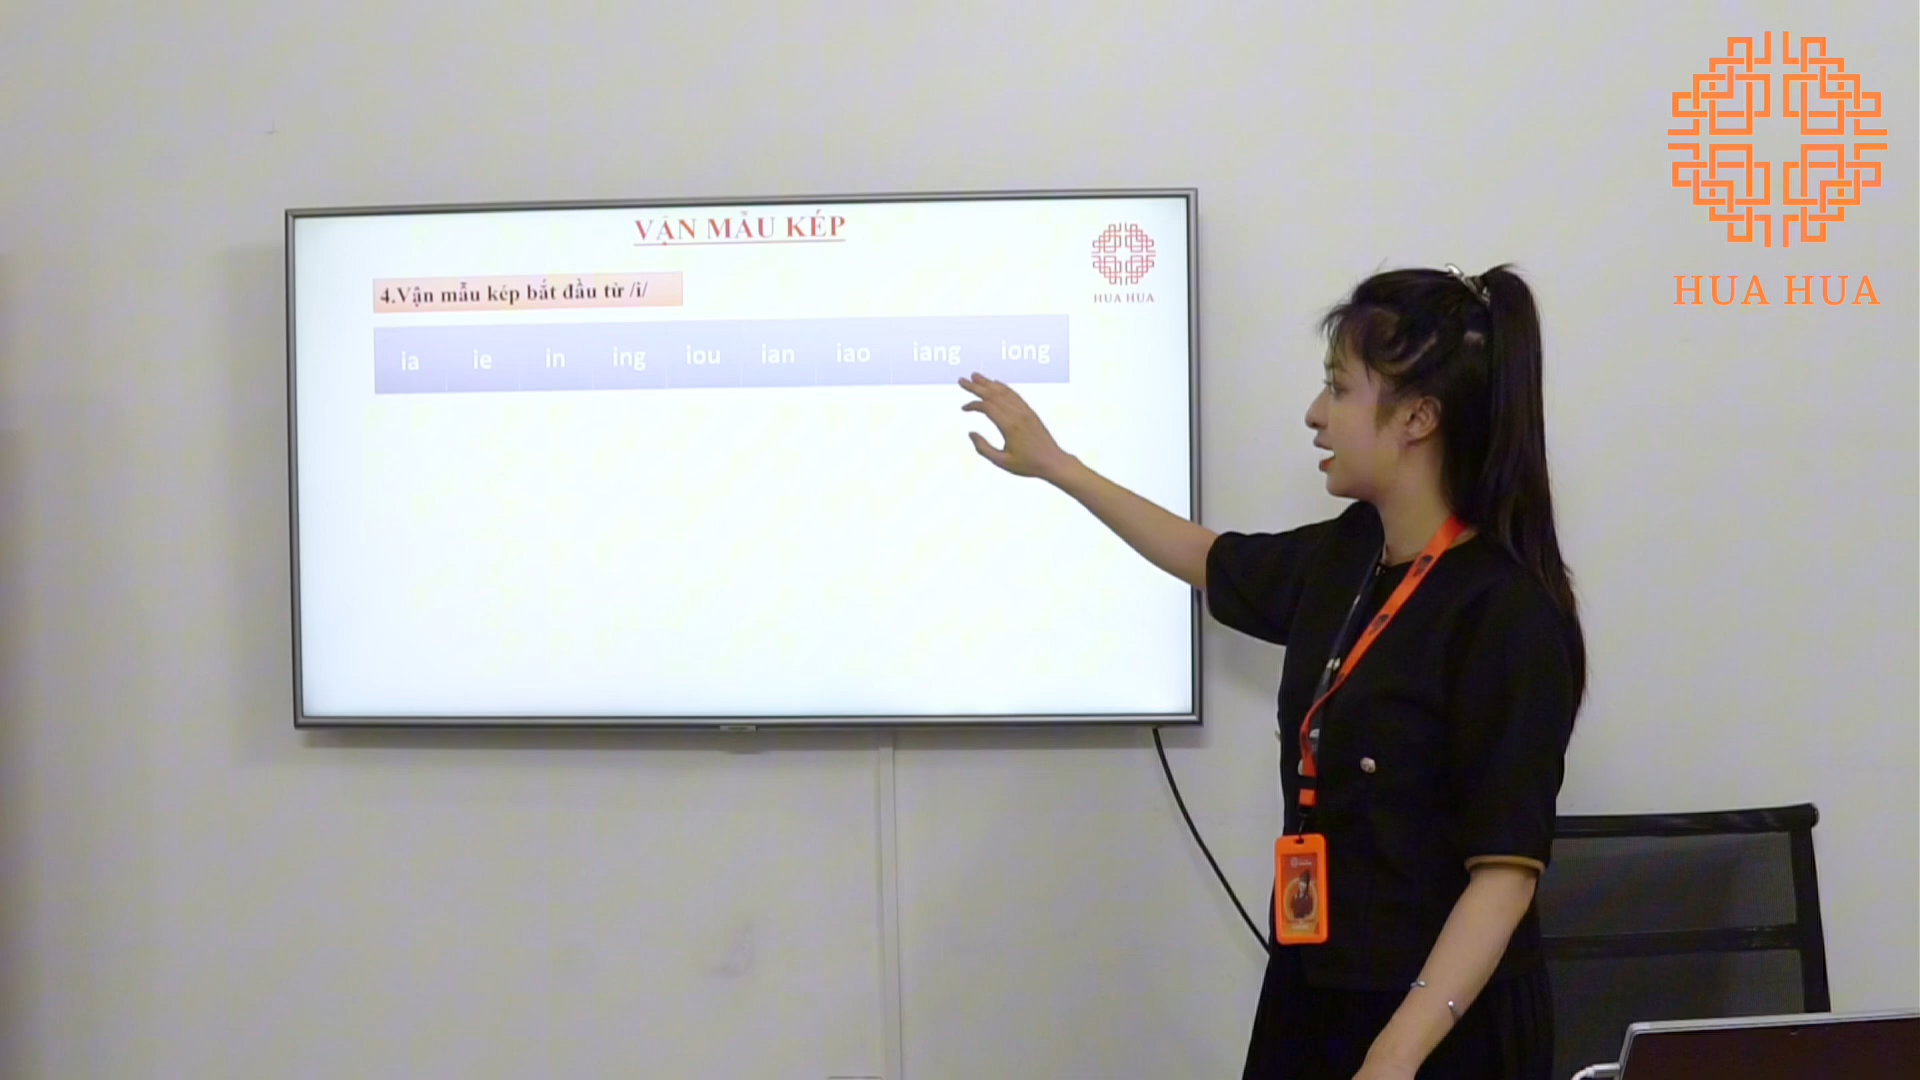 VẬN MẪU KÉP
4.Vận mẫu kép bắt đầu từ /i/
ia ie in ing iou ian iao iang iong
HUA HUA
HUA HUA